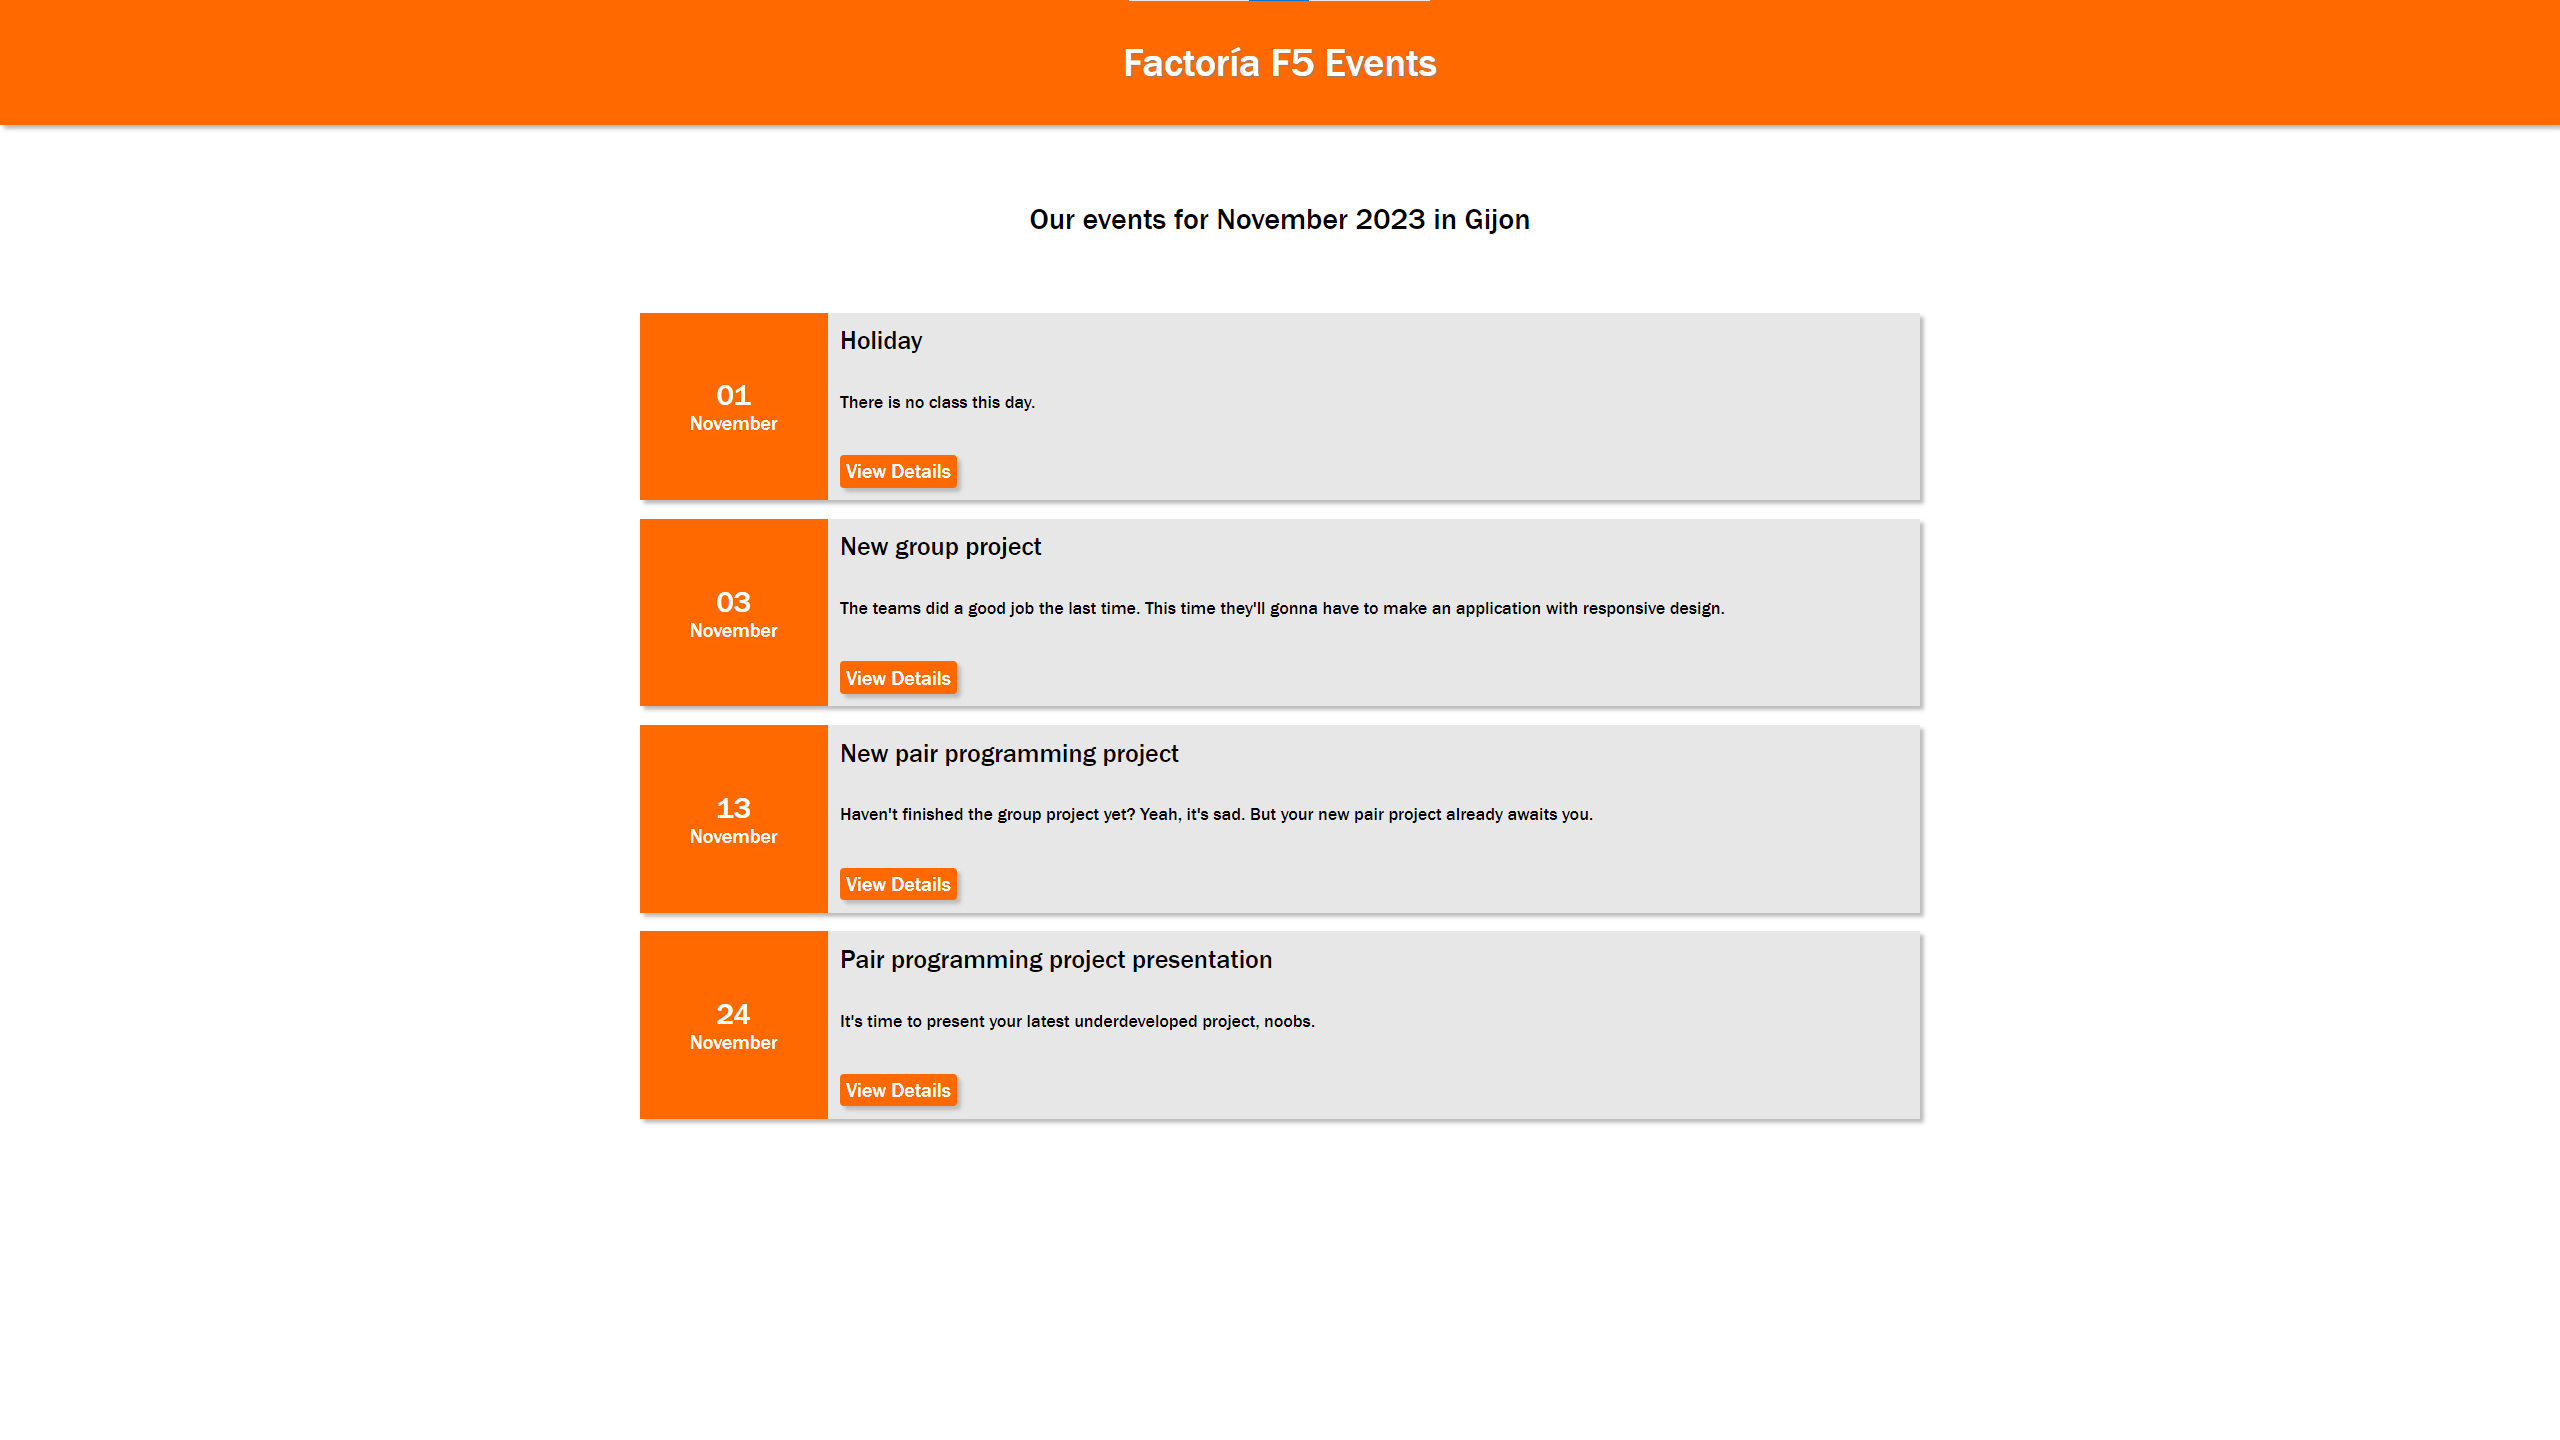 Factoría F5 Events
Our events for November 2023 in Gijon
01
November
Holiday
There is no class this day.
View Details
03
November
New group project
The teams did a good job the last time. This time they'll gonna have to make an application with responsive design.
View Details
13
November
New pair programming project
Haven't finished the group project yet? Yeah, it's sad. But your new pair project already awaits you.
View Details
24
November
Pair programming project presentation
It's time to present your latest underdeveloped project, noobs.
View Details